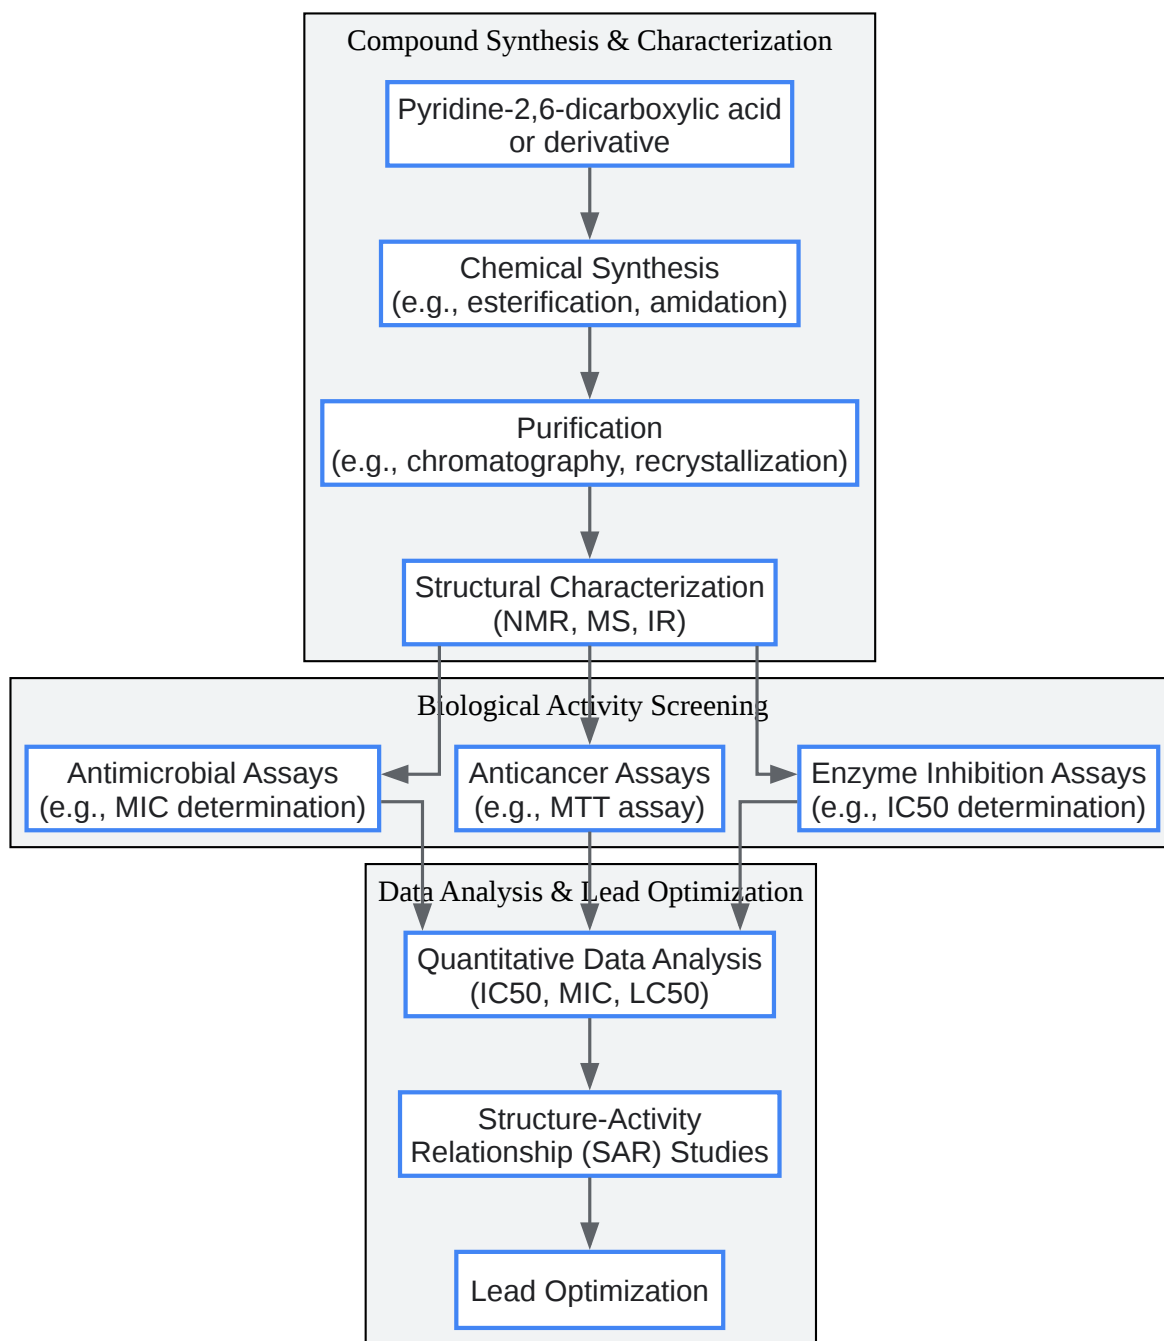 Compound Synthesis & Characterization
Pyridine-2,6-dicarboxylic acid
or derivative
Chemical Synthesis
(e.g., esterification, amidation)
Purification
(e.g., chromatography, recrystallization)
Structural Characterization
(NMR, MS, IR)
Biological Activity Screening
Antimicrobial Assays
(e.g., MIC determination)
Anticancer Assays
(e.g., MTT assay)
Enzyme Inhibition Assays
(e.g., IC50 determination)
Data Analysis & Lead Optimization
Quantitative Data Analysis
(IC50, MIC, LC50)
Structure-Activity
Relationship (SAR) Studies
Lead Optimization